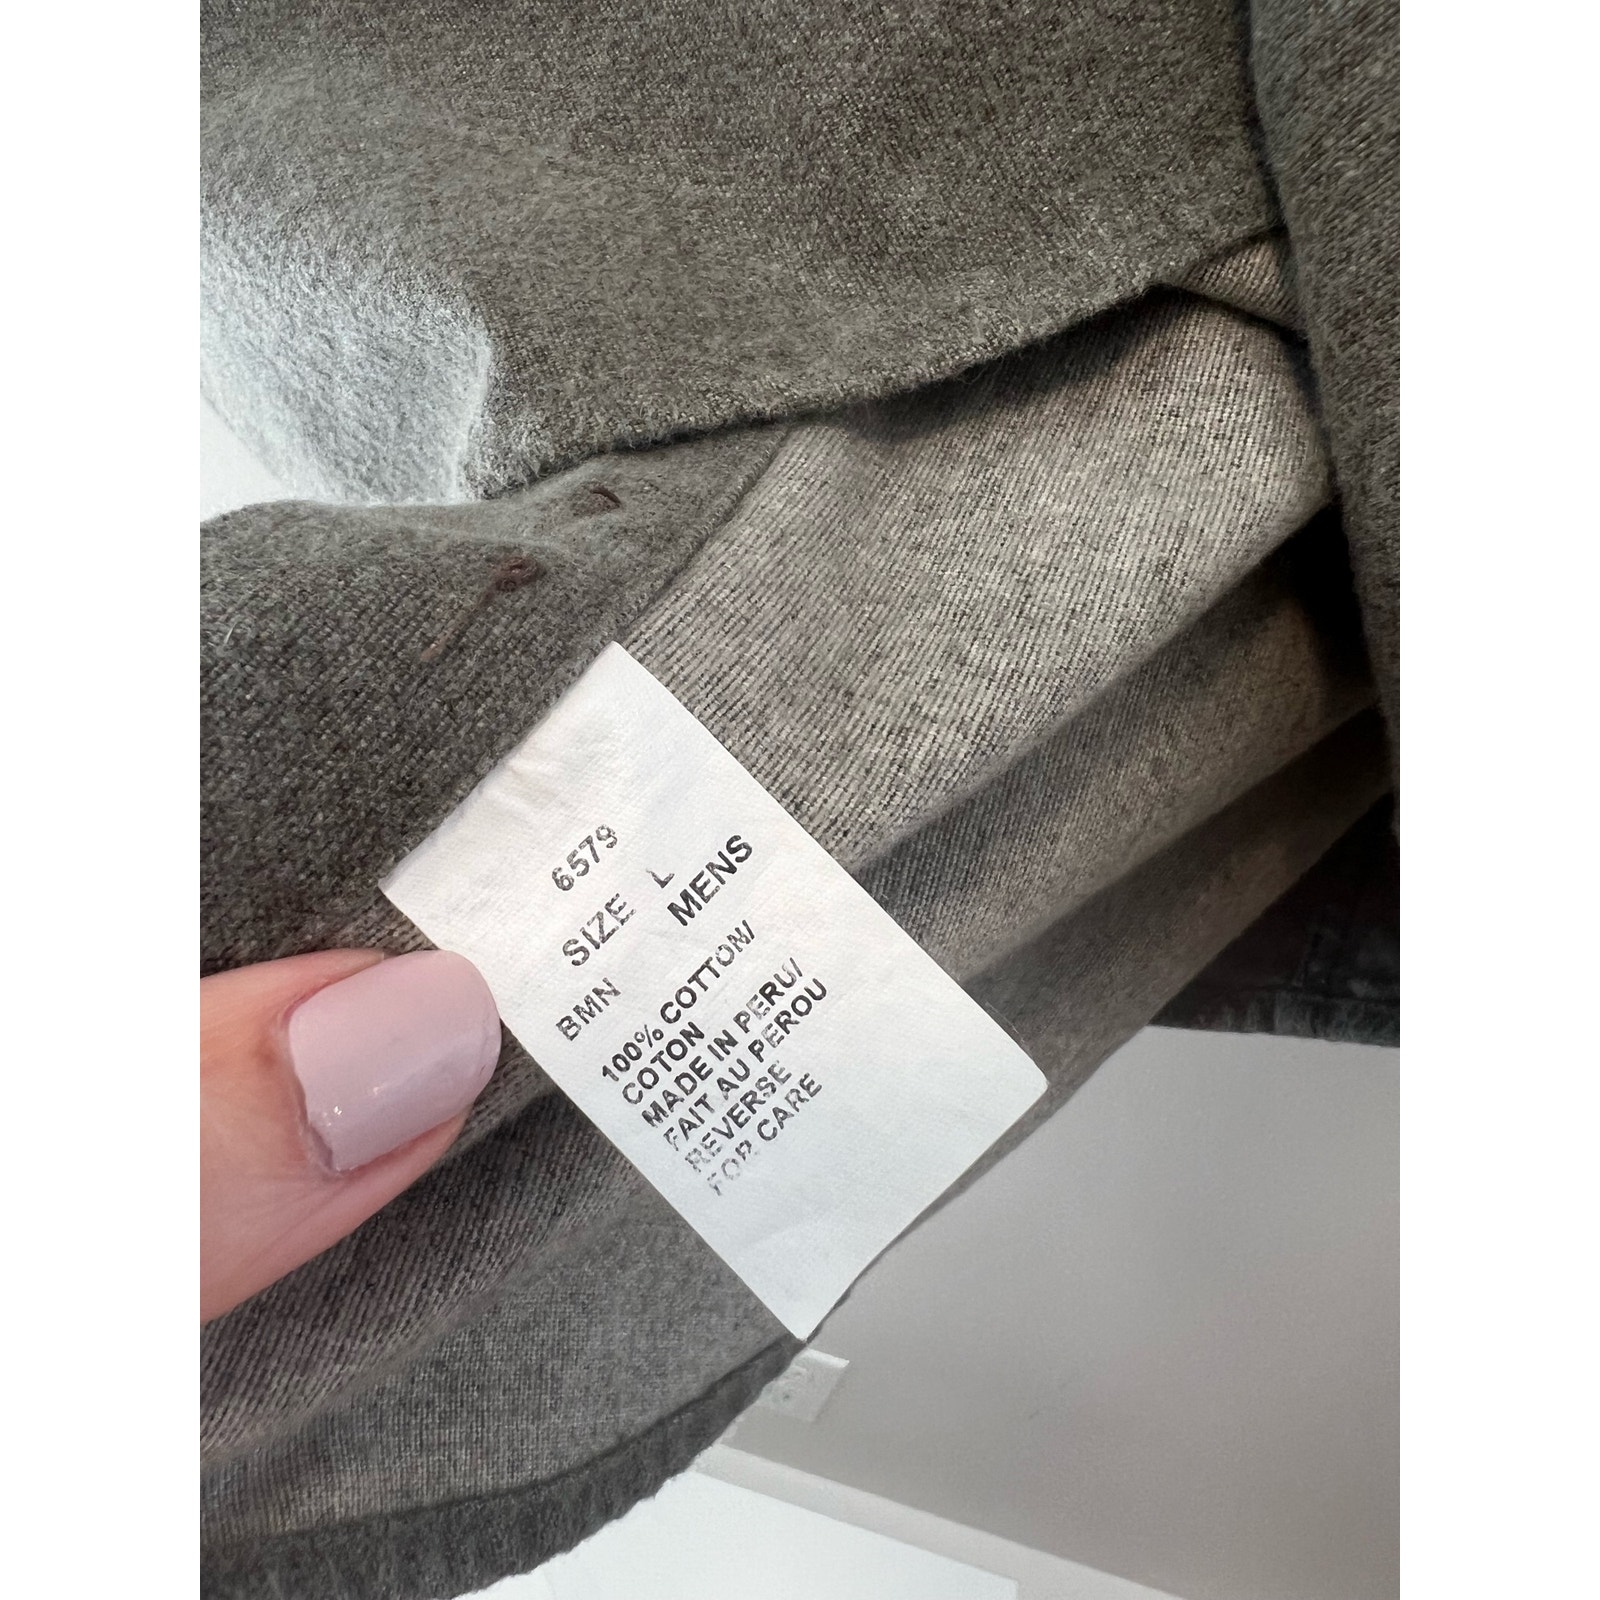 6579
SIZE L
BMN MENS
100% COTTON/
COTON
MADE IN PERU/
FAIT AU PEROU
REVERSE
FOR CARE